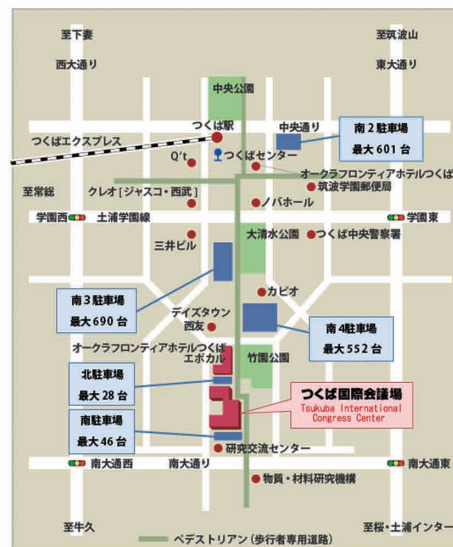 至下妻
至筑波山
西大通り
東大通り
中央公園
つくば駅
中央通り
南2駐車場
最大 601 台
つくばエクスプレス
Q't
つくばセンター
オークラフロンティアホテルつくば
筑波学園郵便局
至常総
クレオ [ジャスコ・西武]
ノバホール
学園西
土浦学園線
学園東
大清水公園
つくば中央警察署
三井ビル
南3駐車場
最大 690 台
カピオ
デイズタウン
西友
南4駐車場
最大 552 台
オークラフロンティアホテルつくば
エポカル
竹園公園
北駐車場
最大 28 台
つくば国際会議場
Tsukuba International
Congress Center
南駐車場
最大 46 台
研究交流センター
南大通西
南大通り
南大通東
物質・材料研究機構
至牛久
至桜・土浦インター
ペデストリアン（歩行者専用道路）